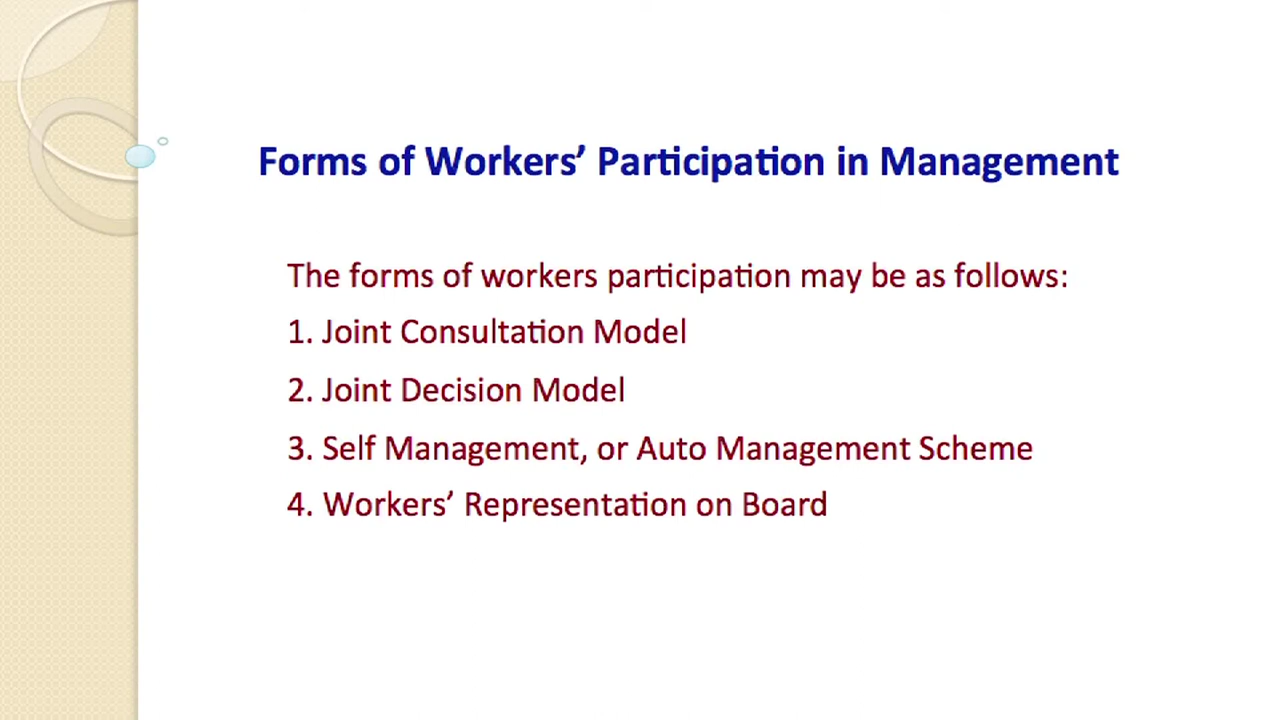 Forms of Workers’ Participation in Management
The forms of workers participation may be as follows:
1. Joint Consultation Model
2. Joint Decision Model
3. Self Management, or Auto Management Scheme
4. Workers’ Representation on Board